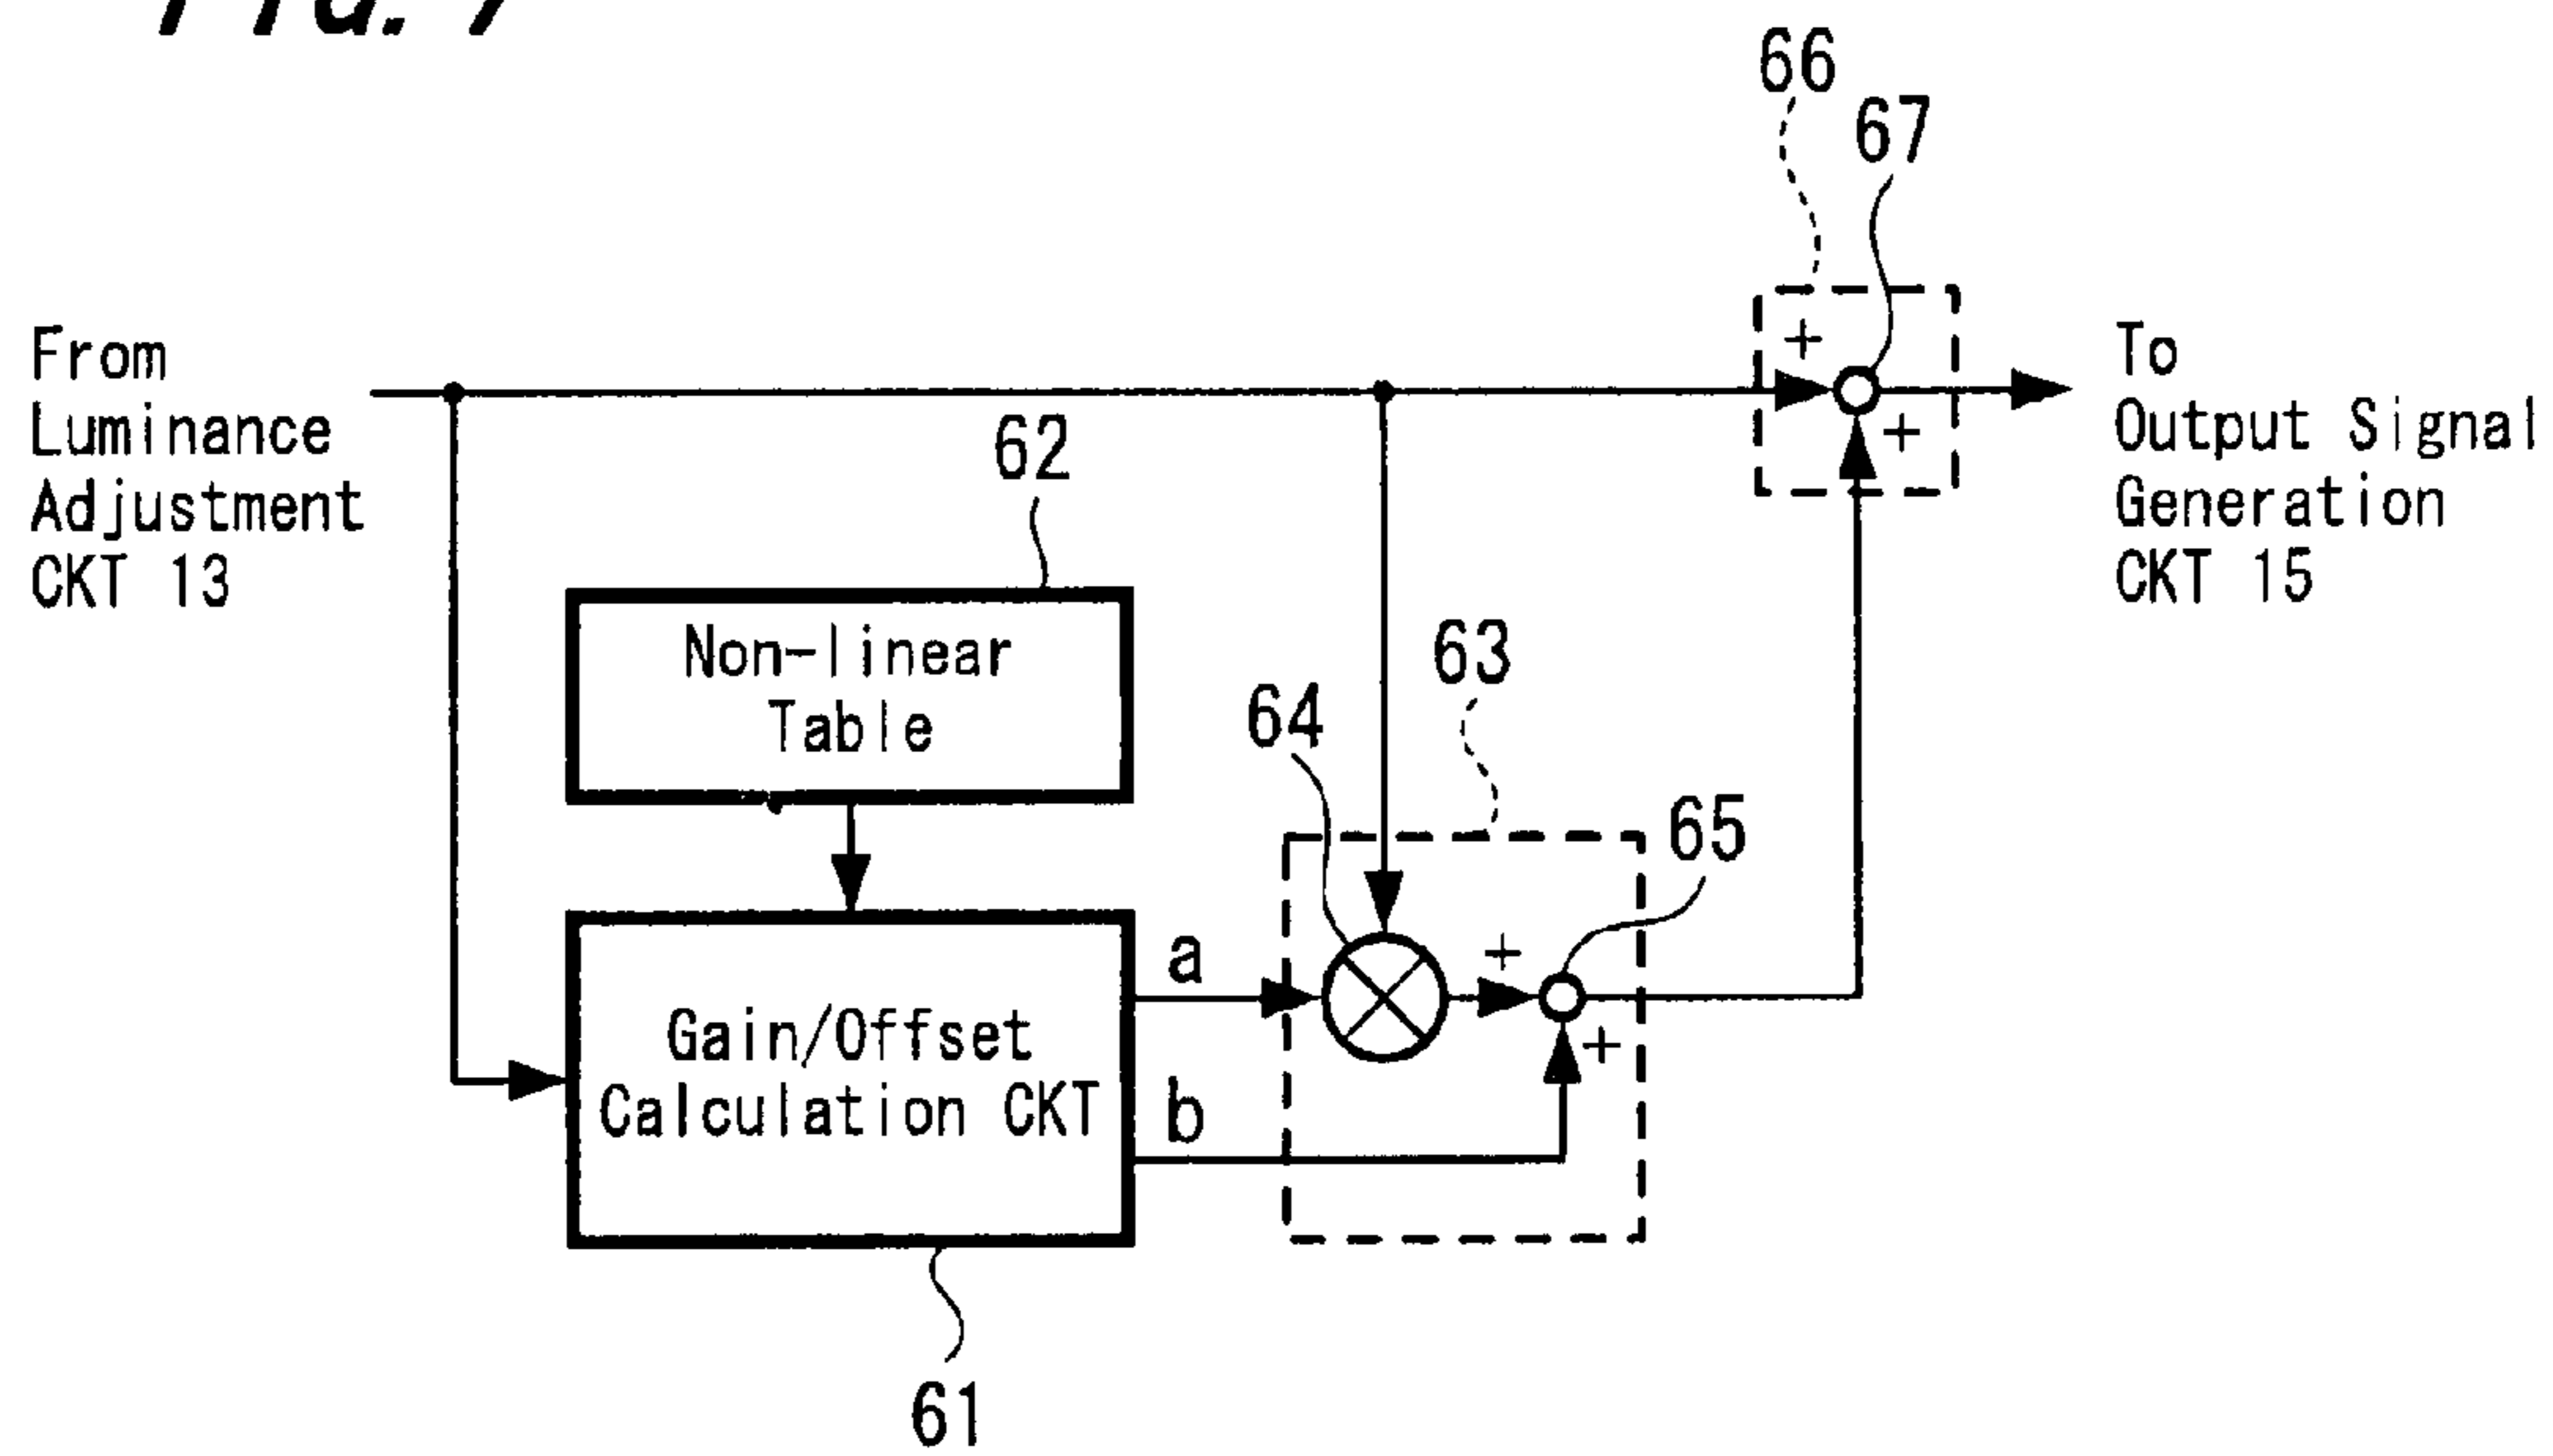 66
67
From
Luminance
Adjustment
CKT 13
To
Output Signal
Generation
CKT 15
62
Non-linear
Table
63
64
65
+
+
+
+
a
b
Gain/Offset
Calculation CKT
61